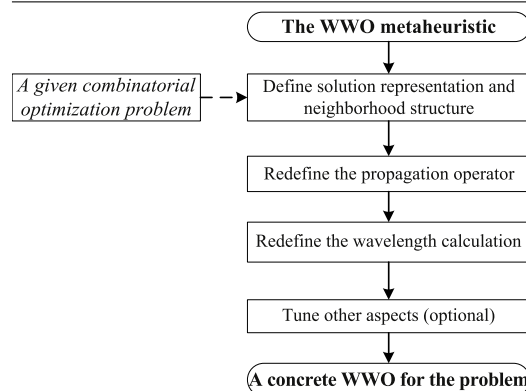 The WWO metaheuristic
A given combinatorial
optimization problem
Define solution representation and
neighborhood structure
Redefine the propagation operator
Redefine the wavelength calculation
Tune other aspects (optional)
A concrete WWO for the problem